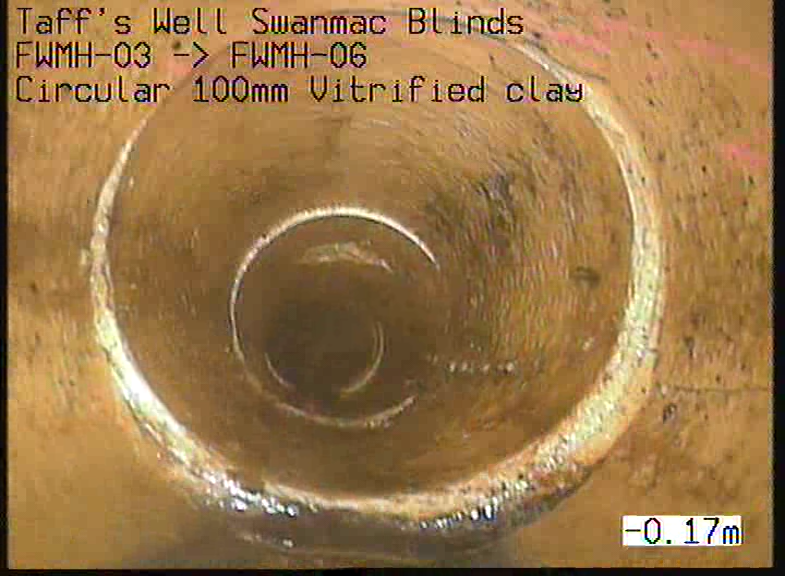 Taff's Well Swanmac Blinds
FWMH-03 -> FWMH-06
Circular 100mm Vitrified clay
-0.17m